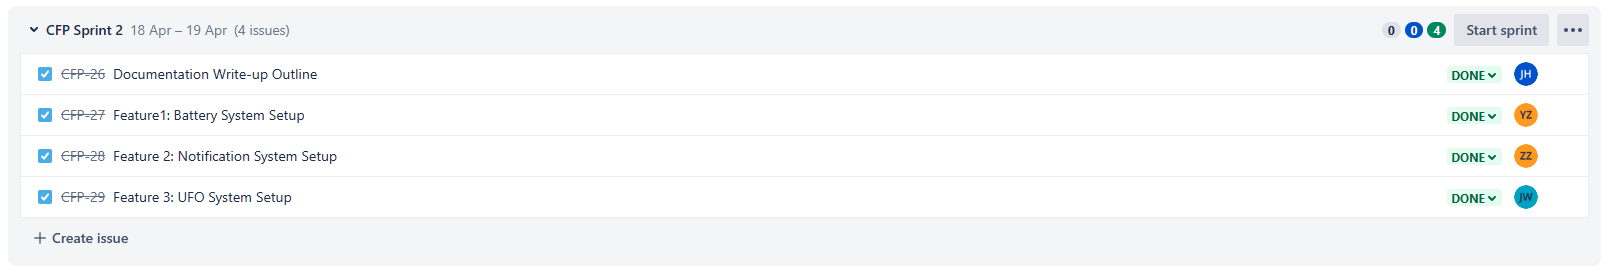 CFP Sprint 2 18 Apr – 19 Apr (4 issues) 0 0 4 Start sprint
CFP-26 Documentation Write-up Outline DONE JH
CFP-27 Feature1: Battery System Setup DONE YZ
CFP-28 Feature 2: Notification System Setup DONE ZZ
CFP-29 Feature 3: UFO System Setup DONE JW
Create issue